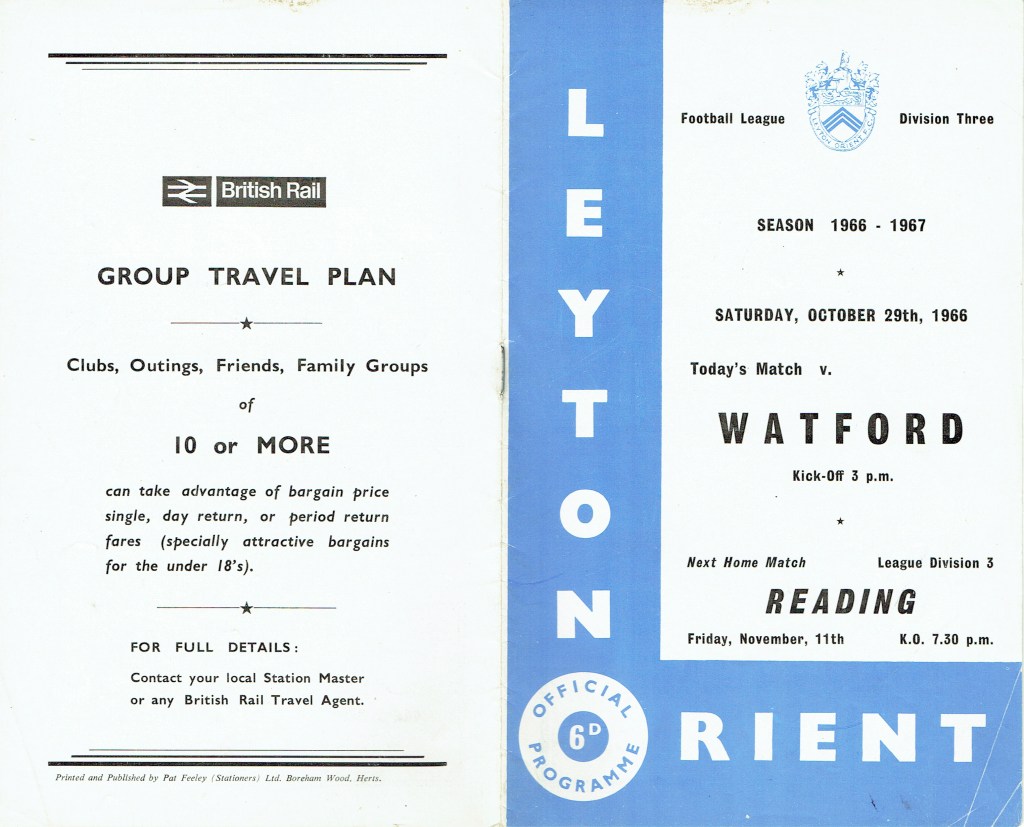 British Rail
GROUP TRAVEL PLAN
Clubs, Outings, Friends, Family Groups
of
10 or MORE
can take advantage of bargain price
single, day return, or period return
fares (specially attractive bargains
for the under 18's).
FOR FULL DETAILS:
Contact your local Station Master
or any British Rail Travel Agent.
Printed and Published by Pat Feeley (Stationers) Ltd. Boreham Wood, Herts.
LEYTON
Football League
LEYTON ORIENT F.C.
Division Three
SEASON 1966 - 1967
SATURDAY, OCTOBER 29th, 1966
Today's Match v.
WATFORD
Kick-Off 3 p.m.
Next Home Match League Division 3
READING
Friday, November, 11th K.O. 7.30 p.m.
OFFICIAL
6D
PROGRAMME
RIENT